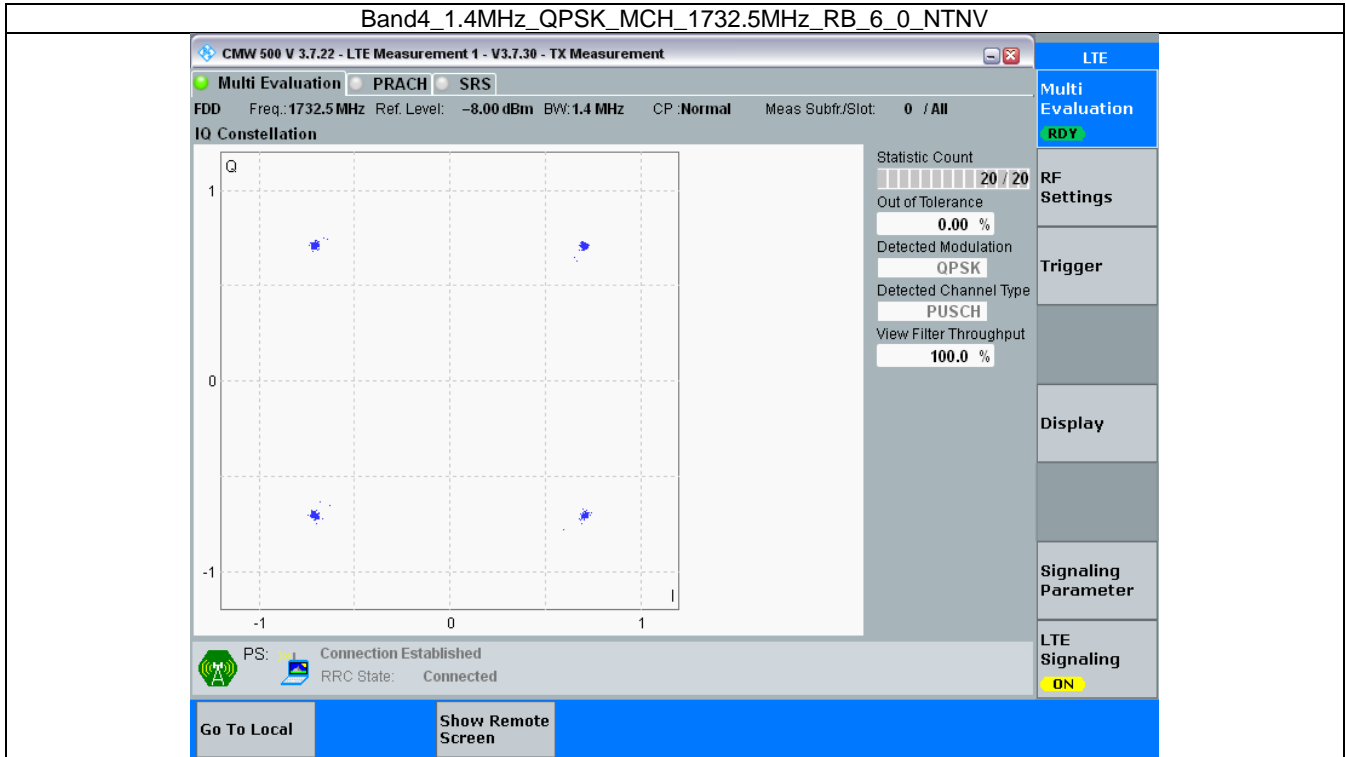 Band4_1.4MHz_QPSK_MCH_1732.5MHz_RB_6_0_NTNV
CMW 500 V 3.7.22 - LTE Measurement 1 - V3.7.30 - TX Measurement
LTE
Multi Evaluation PRACH SRS
FDD Freq.: 1732.5 MHz Ref. Level: -8.00 dBm BW: 1.4 MHz CP : Normal Meas Subfr./Slot: 0 / All
IQ Constellation
Q
1
0
-1
I
-1 0 1
Statistic Count
20 / 20
Out of Tolerance
0.00 %
Detected Modulation
QPSK
Detected Channel Type
PUSCH
View Filter Throughput
100.0 %
Multi
Evaluation
RDY
RF
Settings
Trigger
Display
Signaling
Parameter
LTE
Signaling
ON
PS: Connection Established
RRC State: Connected
Go To Local
Show Remote
Screen